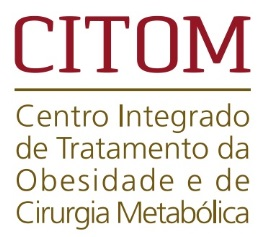 CITOM
Centro Integrado
de Tratamento da
Obesidade e de
Cirurgia Metabólica